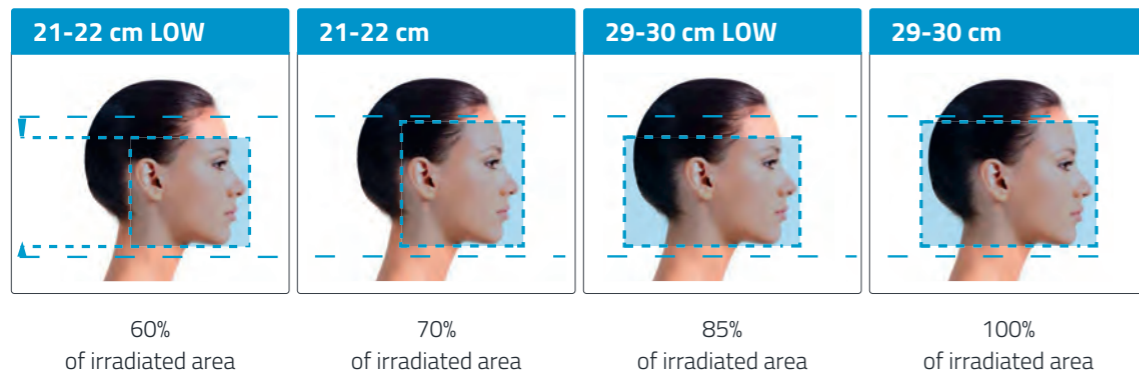 21-22 cm LOW
21-22 cm
29-30 cm LOW
29-30 cm
60%
of irradiated area
70%
of irradiated area
85%
of irradiated area
100%
of irradiated area